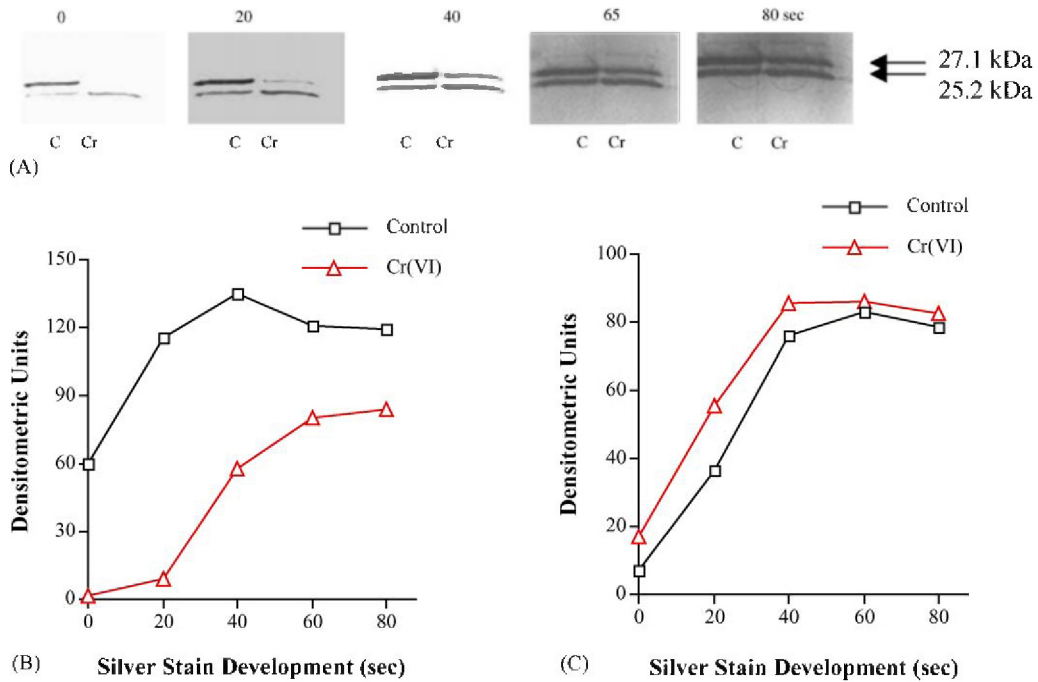 0 20 40 65 80 sec
27.1 kDa
25.2 kDa
C Cr C Cr C Cr C Cr C Cr
(A)
Control
Cr(VI)
150
120
90
60
30
0
Densitometric Units
0 20 40 60 80
(B) Silver Stain Development (sec)
Control
Cr(VI)
100
80
60
40
20
0
Densitometric Units
0 20 40 60 80
(C) Silver Stain Development (sec)